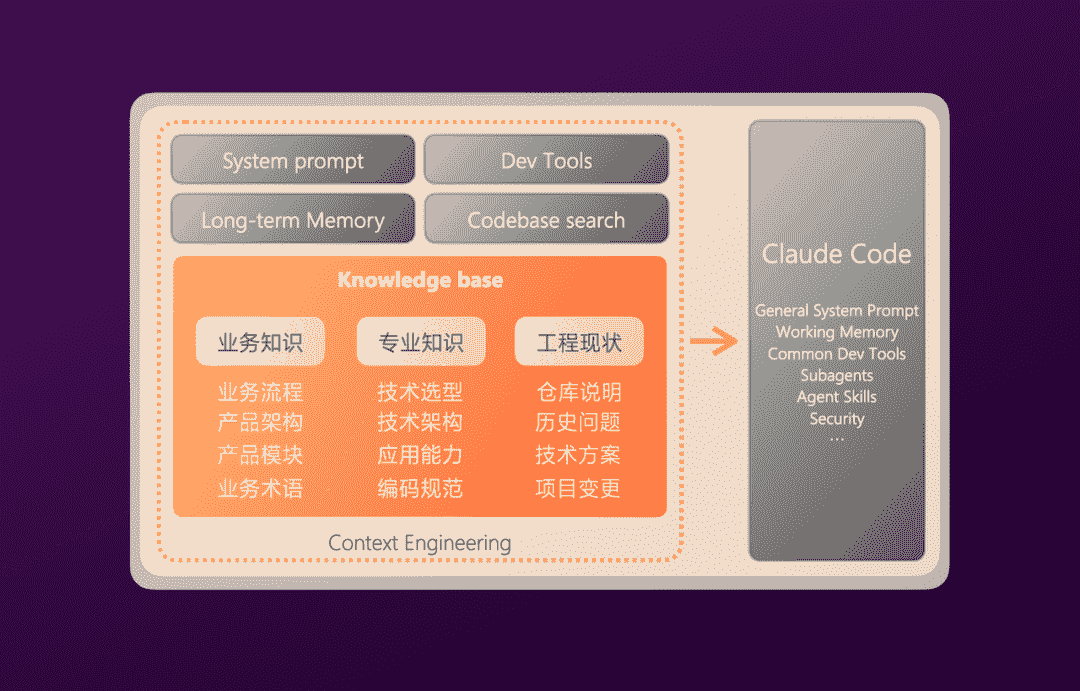 System prompt
Dev Tools
Long-term Memory
Codebase search
Knowledge base
业务知识
业务流程
产品架构
产品模块
业务术语
专业知识
技术选型
技术架构
应用能力
编码规范
工程现状
仓库说明
历史问题
技术方案
项目变更
Context Engineering
Claude Code
General System Prompt
Working Memory
Common Dev Tools
Subagents
Agent Skills
Security
...